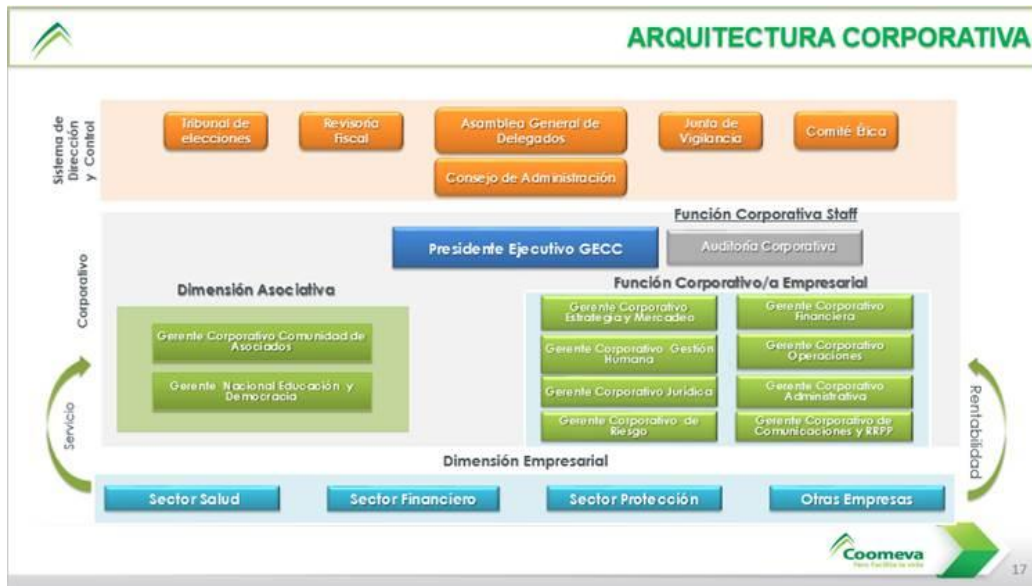 ARQUITECTURA CORPORATIVA
Sistema de
Dirección
y Control
Tribunal de
elecciones
Revisoría
Fiscal
Asamblea General de
Delegados
Junta de
Vigilancia
Comité Ética
Consejo de Administración
Corporativo
Función Corporativa Staff
Presidente Ejecutivo GECC
Auditoría Corporativa
Dimensión Asociativa
Gerente Corporativo Comunidad de
Asociados
Gerente Nacional Educación y
Democracia
Función Corporativo/a Empresarial
Gerente Corporativo
Estrategia y Mercadeo
Gerente Corporativo
Financiera
Gerente Corporativo Gestión
Humana
Gerente Corporativo
Operaciones
Gerente Corporativo Jurídica
Gerente Corporativo
Administrativa
Gerente Corporativo de
Riesgo
Gerente Corporativo de
Comunicaciones y RRPP
Servicio
Rentabilidad
Dimensión Empresarial
Sector Salud
Sector Financiero
Sector Protección
Otras Empresas
Coomeva
Nos facilita la vida
17